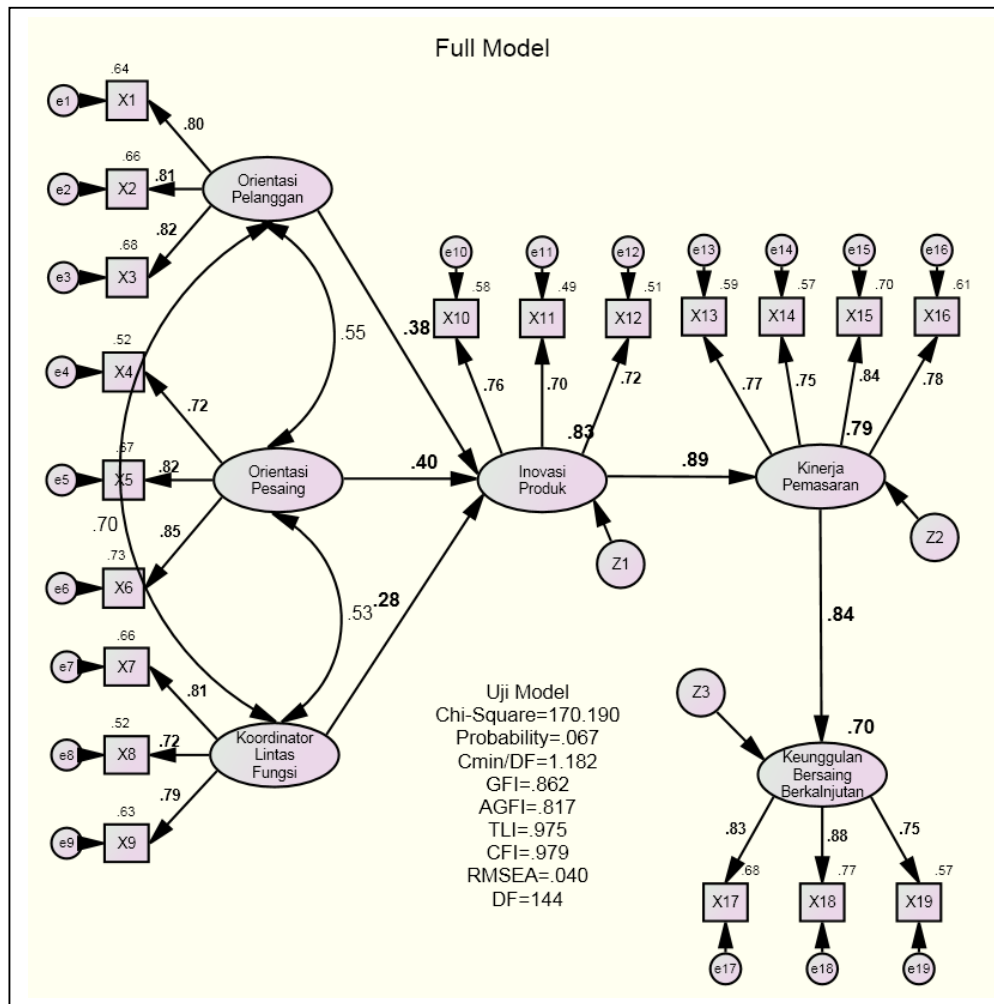 Full Model
.64
e1
X1
.80
.66
e2
X2
.81
Orientasi
Pelanggan
.68
e3
X3
.82
.52
e4
X4
.72
.67
e5
X5
.82
Orientasi
Pesaing
.73
e6
X6
.85
.66
e7
X7
.81
.52
e8
X8
.72
Koordinator
Lintas
Fungsi
.63
e9
X9
.79
.55
.70
.53
.38
.40
.28
e10
e11
e12
.58
.49
.51
X10
X11
X12
.76
.70
.72
.83
Inovasi
Produk
Z1
.89
e13
e14
e15
e16
.59
.57
.70
.61
X13
X14
X15
X16
.77
.75
.84
.78
.79
Kinerja
Pemasaran
Z2
.84
Z3
.70
Keunggulan
Bersaing
Berkalnjutan
.83
.88
.75
.68
.77
.57
X17
X18
X19
e17
e18
e19
Uji Model
Chi-Square=170.190
Probability=.067
Cmin/DF=1.182
GFI=.862
AGFI=.817
TLI=.975
CFI=.979
RMSEA=.040
DF=144